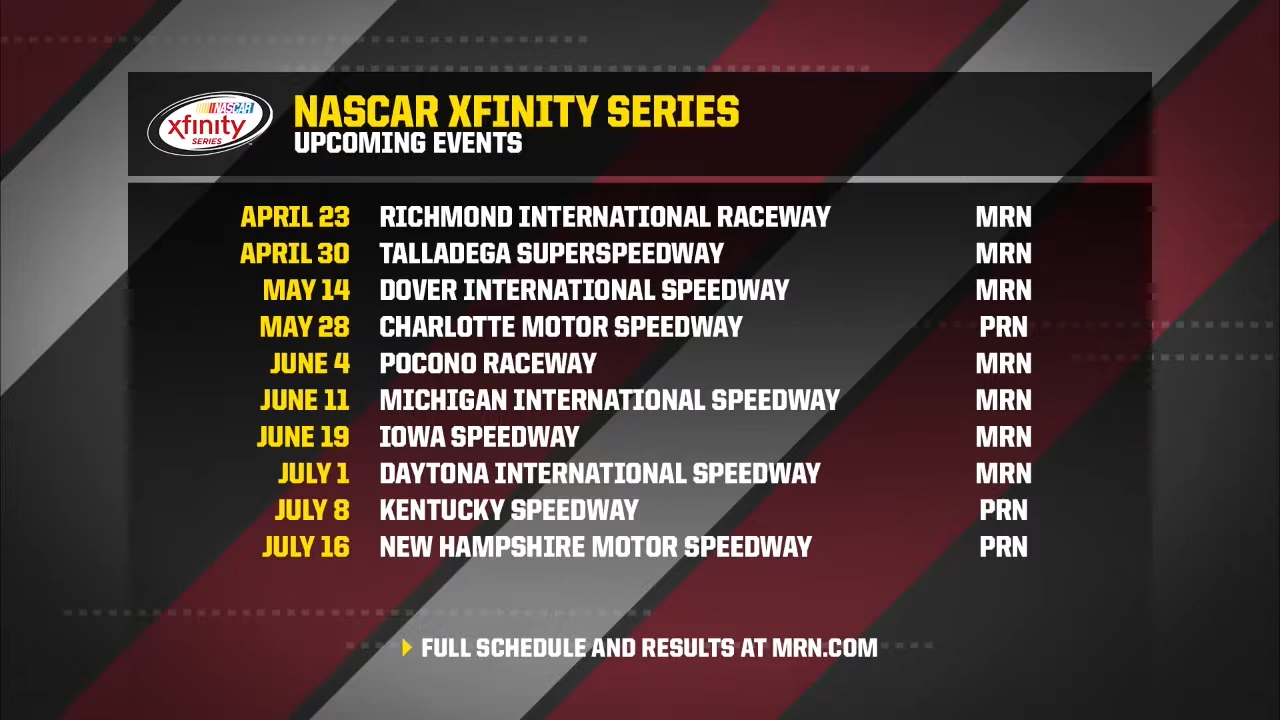 NASCAR
xfinity
SERIES
NASCAR XFINITY SERIES
UPCOMING EVENTS
APRIL 23 RICHMOND INTERNATIONAL RACEWAY MRN
APRIL 30 TALLADEGA SUPERSPEEDWAY MRN
MAY 14 DOVER INTERNATIONAL SPEEDWAY MRN
MAY 28 CHARLOTTE MOTOR SPEEDWAY PRN
JUNE 4 POCONO RACEWAY MRN
JUNE 11 MICHIGAN INTERNATIONAL SPEEDWAY MRN
JUNE 19 IOWA SPEEDWAY MRN
JULY 1 DAYTONA INTERNATIONAL SPEEDWAY MRN
JULY 8 KENTUCKY SPEEDWAY PRN
JULY 16 NEW HAMPSHIRE MOTOR SPEEDWAY PRN
FULL SCHEDULE AND RESULTS AT MRN.COM